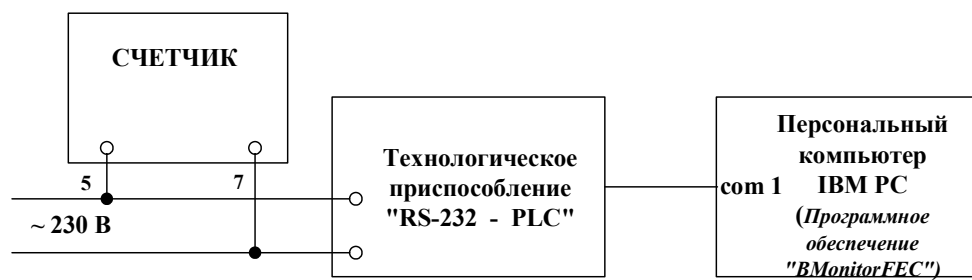 СЧЕТЧИК
5
7
~ 230 В
Технологическое
приспособление
"RS-232 - PLC"
com 1
Персональный
компьютер
IBM PC
(Программное
обеспечение
"BMonitorFEC")